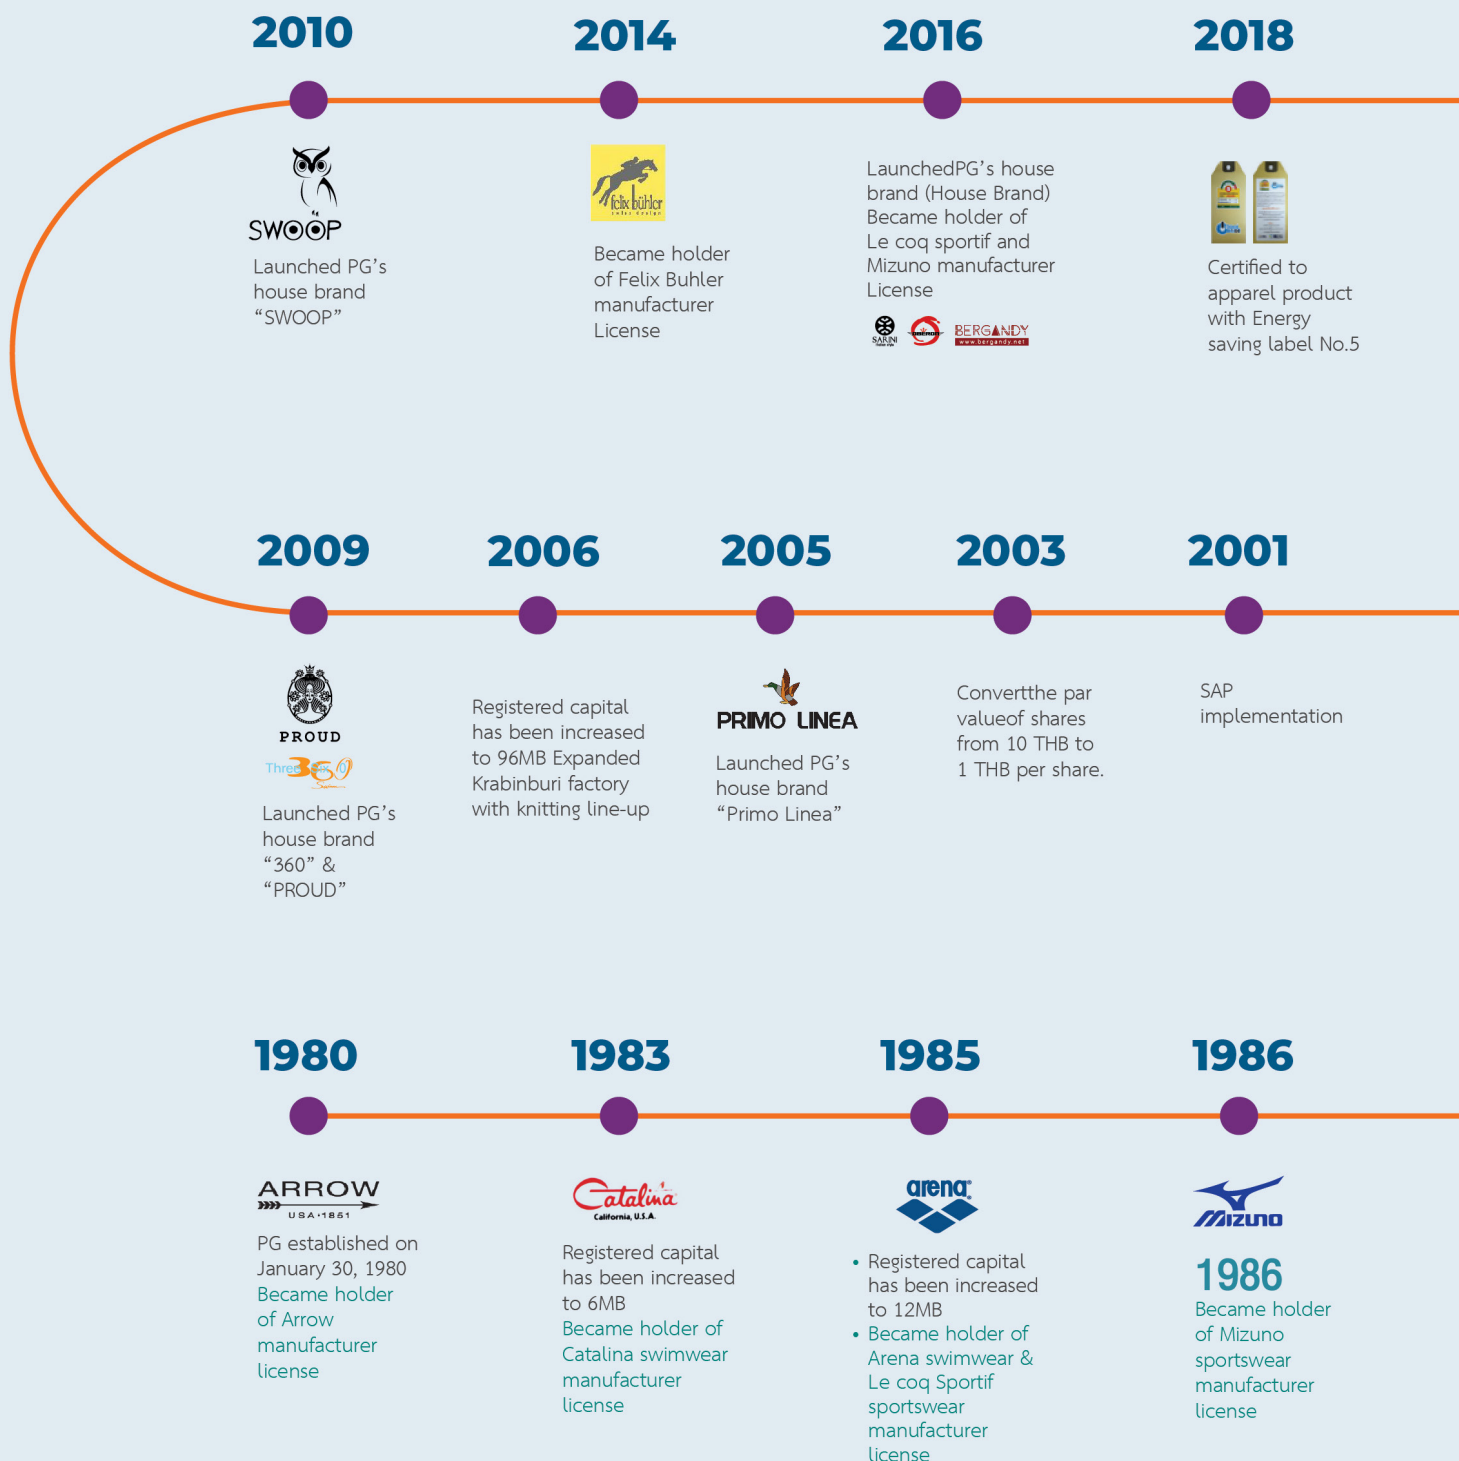 2010
2014
2016
2018
SWOOP
Launched PG's
house brand
“SWOOP”
felix bühler
swiss design
Became holder
of Felix Buhler
manufacturer
License
LaunchedPG's house
brand (House Brand)
Became holder of
Le coq sportif and
Mizuno manufacturer
License
SARINI
BERGANDY
www.bergandy.net
Certified to
apparel product
with Energy
saving label No.5
2009
2006
2005
2003
2001
PROUD
Three Six 0
360
Launched PG's
house brand
“360” &
“PROUD”
Registered capital
has been increased
to 96MB Expanded
Krabinburi factory
with knitting line-up
PRIMO LINEA
Launched PG's
house brand
“Primo Linea”
Convertthe par
valueof shares
from 10 THB to
1 THB per share.
SAP
implementation
1980
1983
1985
1986
ARROW
USA•1851
PG established on
January 30, 1980
Became holder
of Arrow
manufacturer
license
Catalina
California, U.S.A.
Registered capital
has been increased
to 6MB
Became holder of
Catalina swimwear
manufacturer
license
arena®
• Registered capital
has been increased
to 12MB
• Became holder of
Arena swimwear &
Le coq Sportif
sportswear
manufacturer
license
MIZUNO
1986
Became holder
of Mizuno
sportswear
manufacturer
license